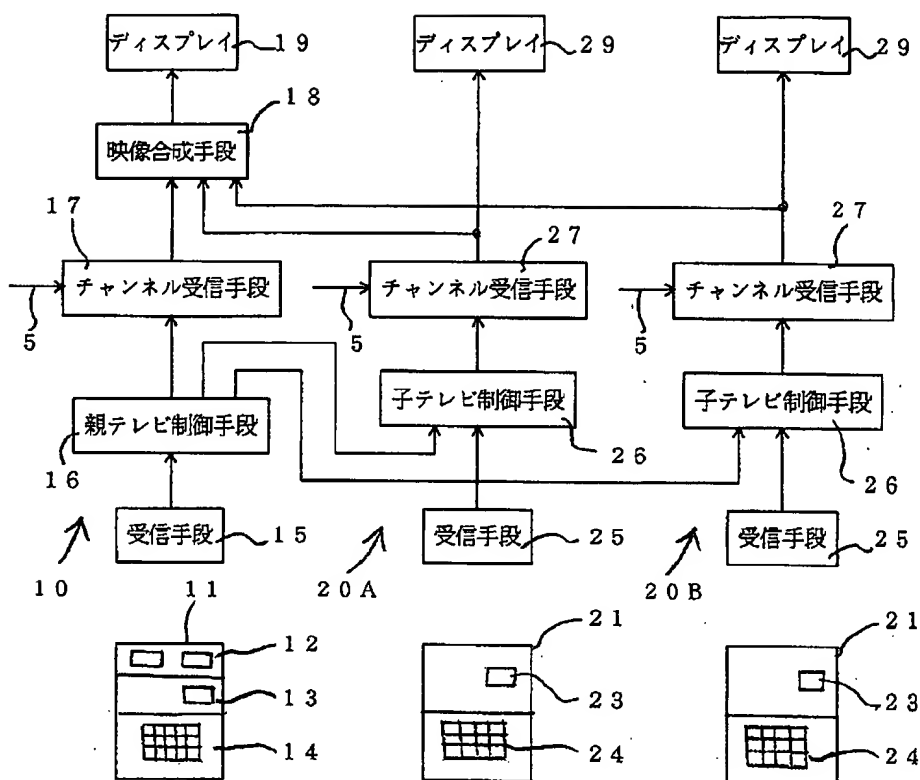 ディスプレイ 19
ディスプレイ 29
ディスプレイ 29
18
映像合成手段
17
27
27
チャンネル受信手段
チャンネル受信手段
チャンネル受信手段
5
5
5
親テレビ制御手段
子テレビ制御手段
子テレビ制御手段
16
26
26
受信手段 15
受信手段 25
受信手段 25
10
20A
20B
11
12
13
14
21
23
24
21
23
24